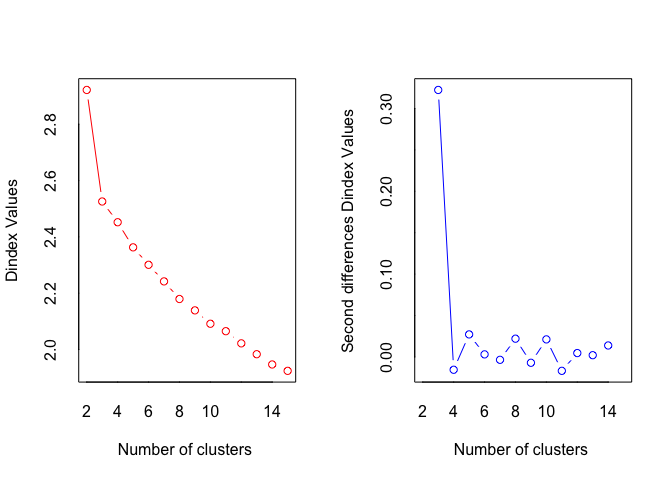 Dindex Values
2.8
2.6
2.4
2.2
2.0
2 4 6 8 10 14
Number of clusters
Second differences Dindex Values
0.30
0.20
0.10
0.00
2 4 6 8 10 14
Number of clusters